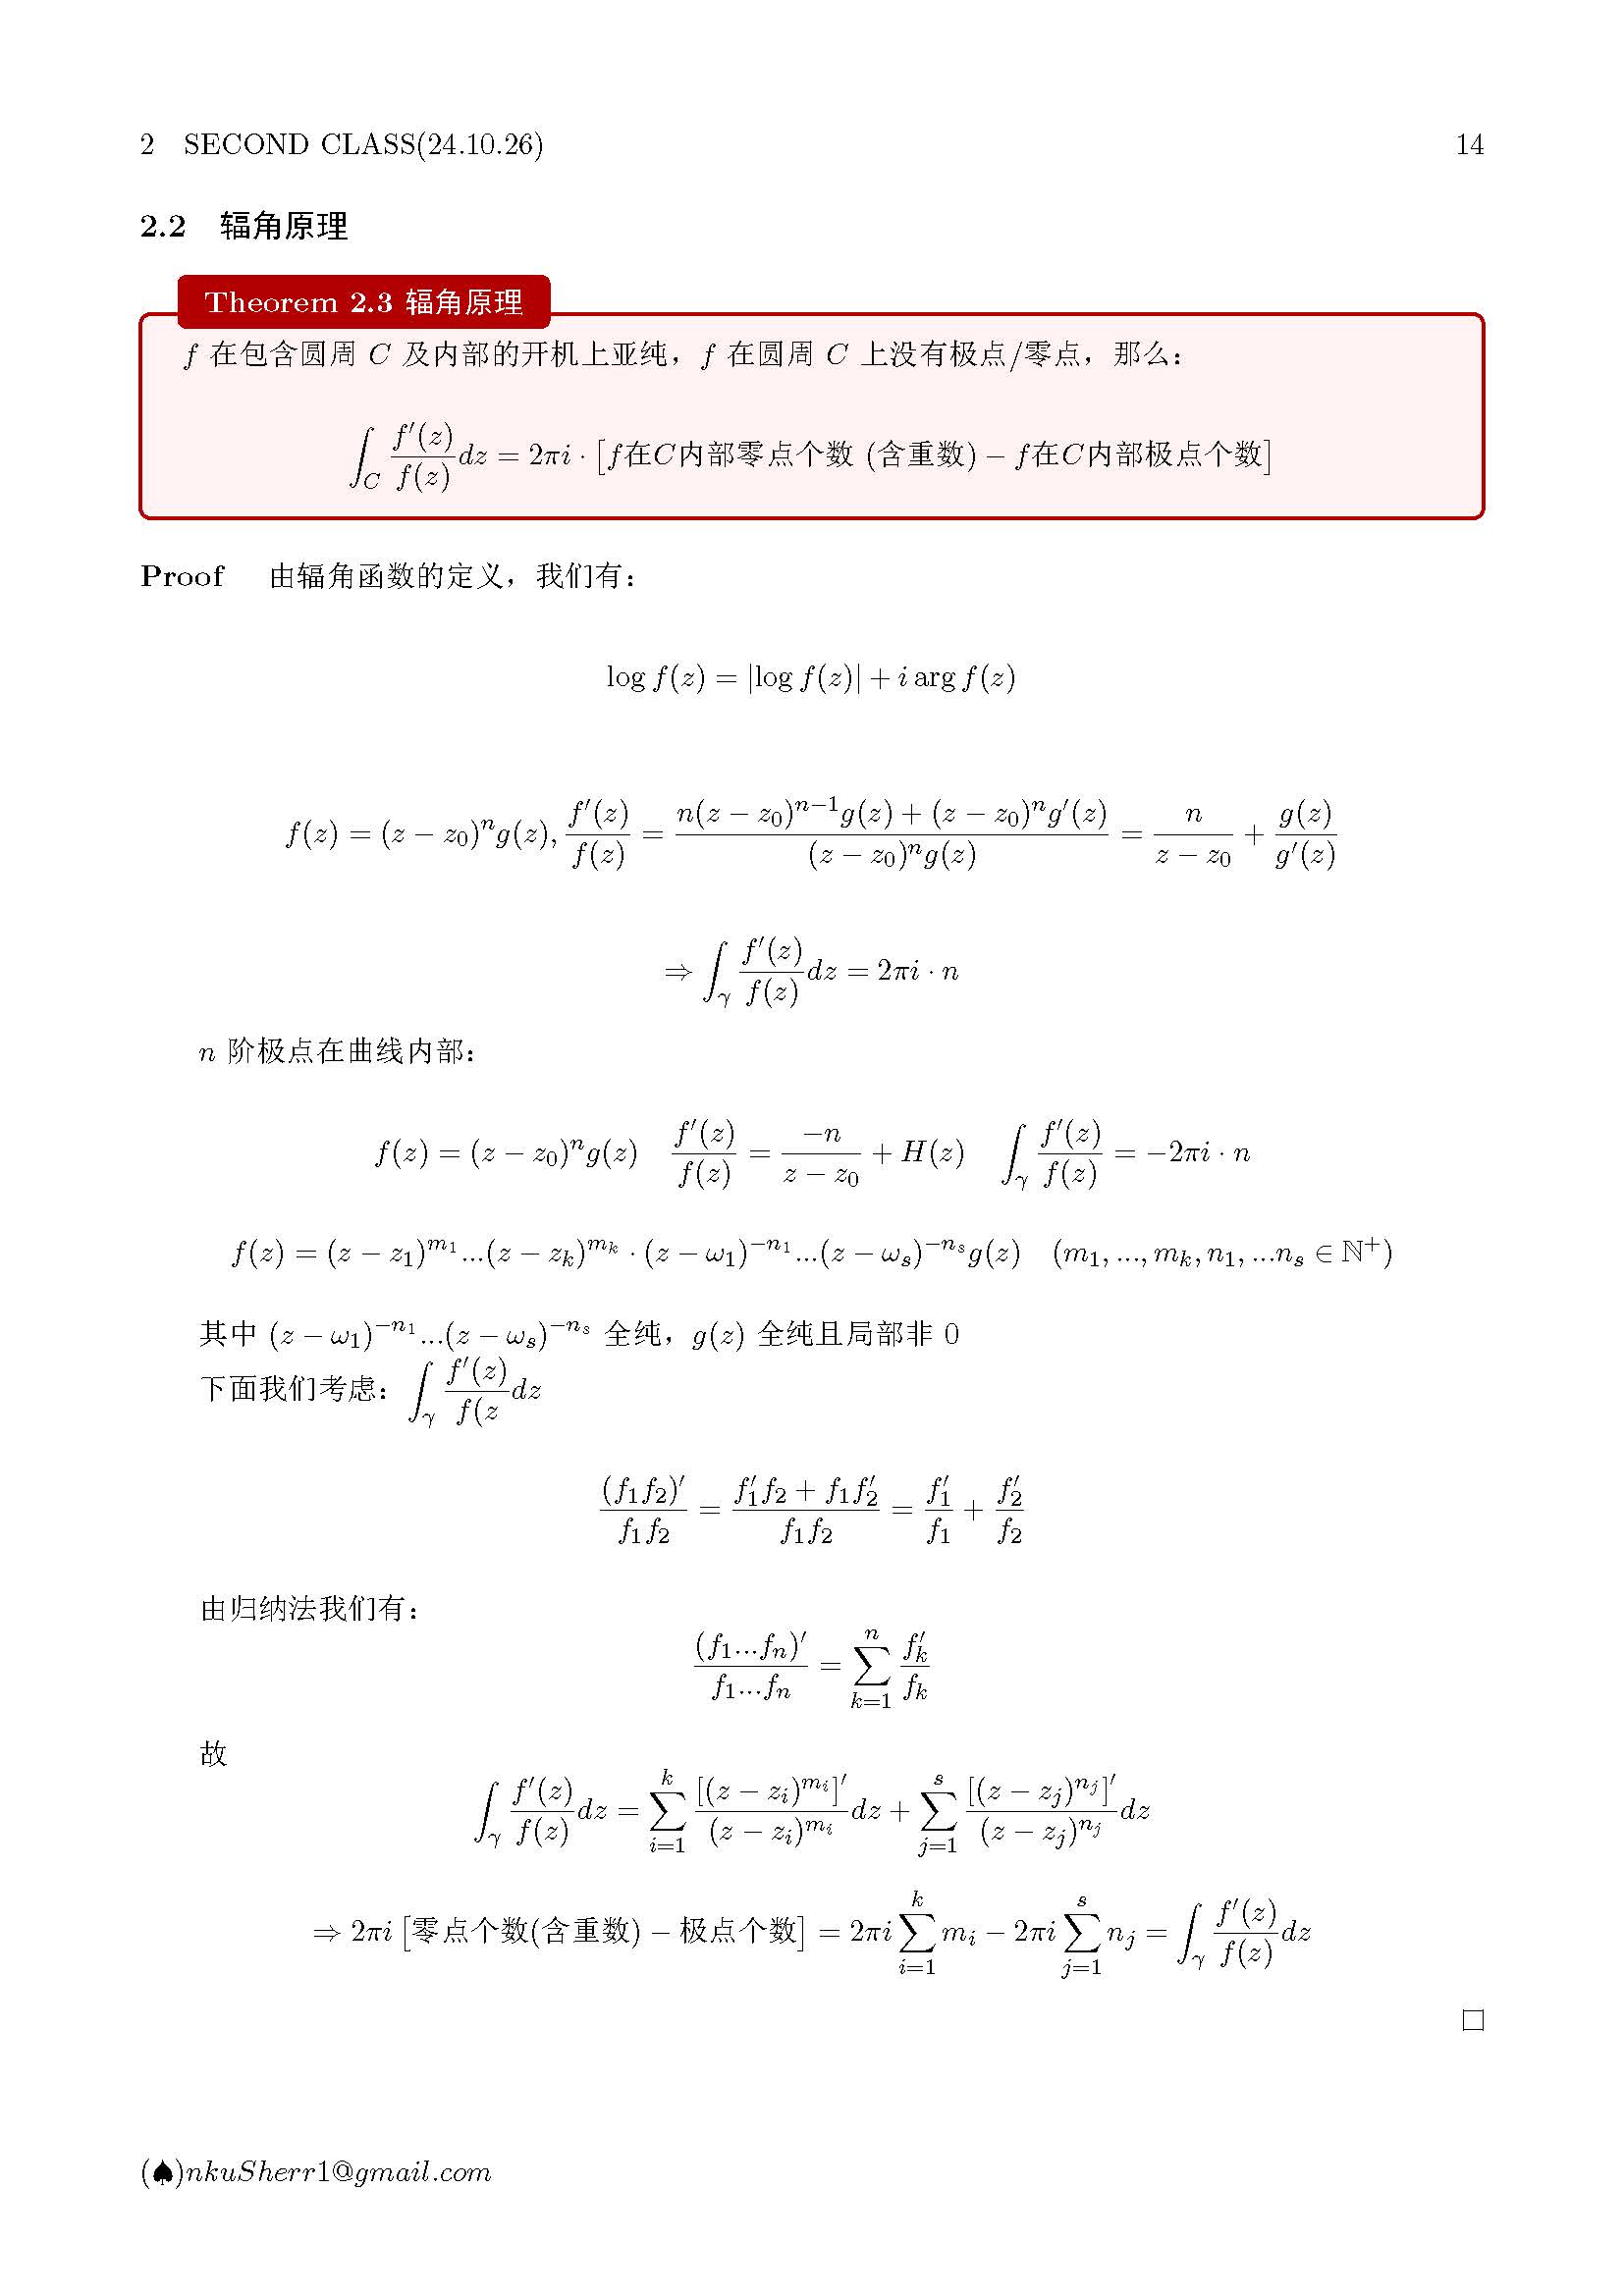 2 SECOND CLASS(24.10.26) 14
2.2 辐角原理
Theorem 2.3 辐角原理
f 在包含圆周 C 及内部的开机上亚纯，f 在圆周 C 上没有极点/零点，那么：
$\int_C \frac{f'(z)}{f(z)}dz = 2\pi i \cdot [f在C内部零点个数 (含重数) - f在C内部极点个数]$
Proof 由辐角函数的定义，我们有：
$\log f(z) = |\log f(z)| + i \arg f(z)$
$f(z) = (z - z_0)^n g(z), \frac{f'(z)}{f(z)} = \frac{n(z - z_0)^{n-1}g(z) + (z - z_0)^n g'(z)}{(z - z_0)^n g(z)} = \frac{n}{z - z_0} + \frac{g(z)}{g'(z)}$
$\Rightarrow \int_\gamma \frac{f'(z)}{f(z)}dz = 2\pi i \cdot n$
n 阶极点在曲线内部：
$f(z) = (z - z_0)^n g(z) \quad \frac{f'(z)}{f(z)} = \frac{-n}{z - z_0} + H(z) \quad \int_\gamma \frac{f'(z)}{f(z)} = -2\pi i \cdot n$
$f(z) = (z - z_1)^{m_1}...(z - z_k)^{m_k} \cdot (z - \omega_1)^{-n_1}...(z - \omega_s)^{-n_s}g(z) \quad (m_1, ..., m_k, n_1, ...n_s \in \mathbb{N}^+)$
其中 $(z - \omega_1)^{-n_1}...(z - \omega_s)^{-n_s}$ 全纯，g(z) 全纯且局部非 0
下面我们考虑：$\int_\gamma \frac{f'(z)}{f(z}dz$
$\frac{(f_1f_2)'}{f_1f_2} = \frac{f_1'f_2 + f_1f_2'}{f_1f_2} = \frac{f_1'}{f_1} + \frac{f_2'}{f_2}$
由归纳法我们有：
$\frac{(f_1...f_n)'}{f_1...f_n} = \sum_{k=1}^{n} \frac{f_k'}{f_k}$
故
$\int_\gamma \frac{f'(z)}{f(z)}dz = \sum_{i=1}^{k} \frac{[(z - z_i)^{m_i}]'}{(z - z_i)^{m_i}}dz + \sum_{j=1}^{s} \frac{[(z - z_j)^{n_j}]'}{(z - z_j)^{n_j}}dz$
$\Rightarrow 2\pi i [零点个数(含重数) - 极点个数] = 2\pi i \sum_{i=1}^{k} m_i - 2\pi i \sum_{j=1}^{s} n_j = \int_\gamma \frac{f'(z)}{f(z)}dz$
□
(♠)nkuSherr1@gmail.com